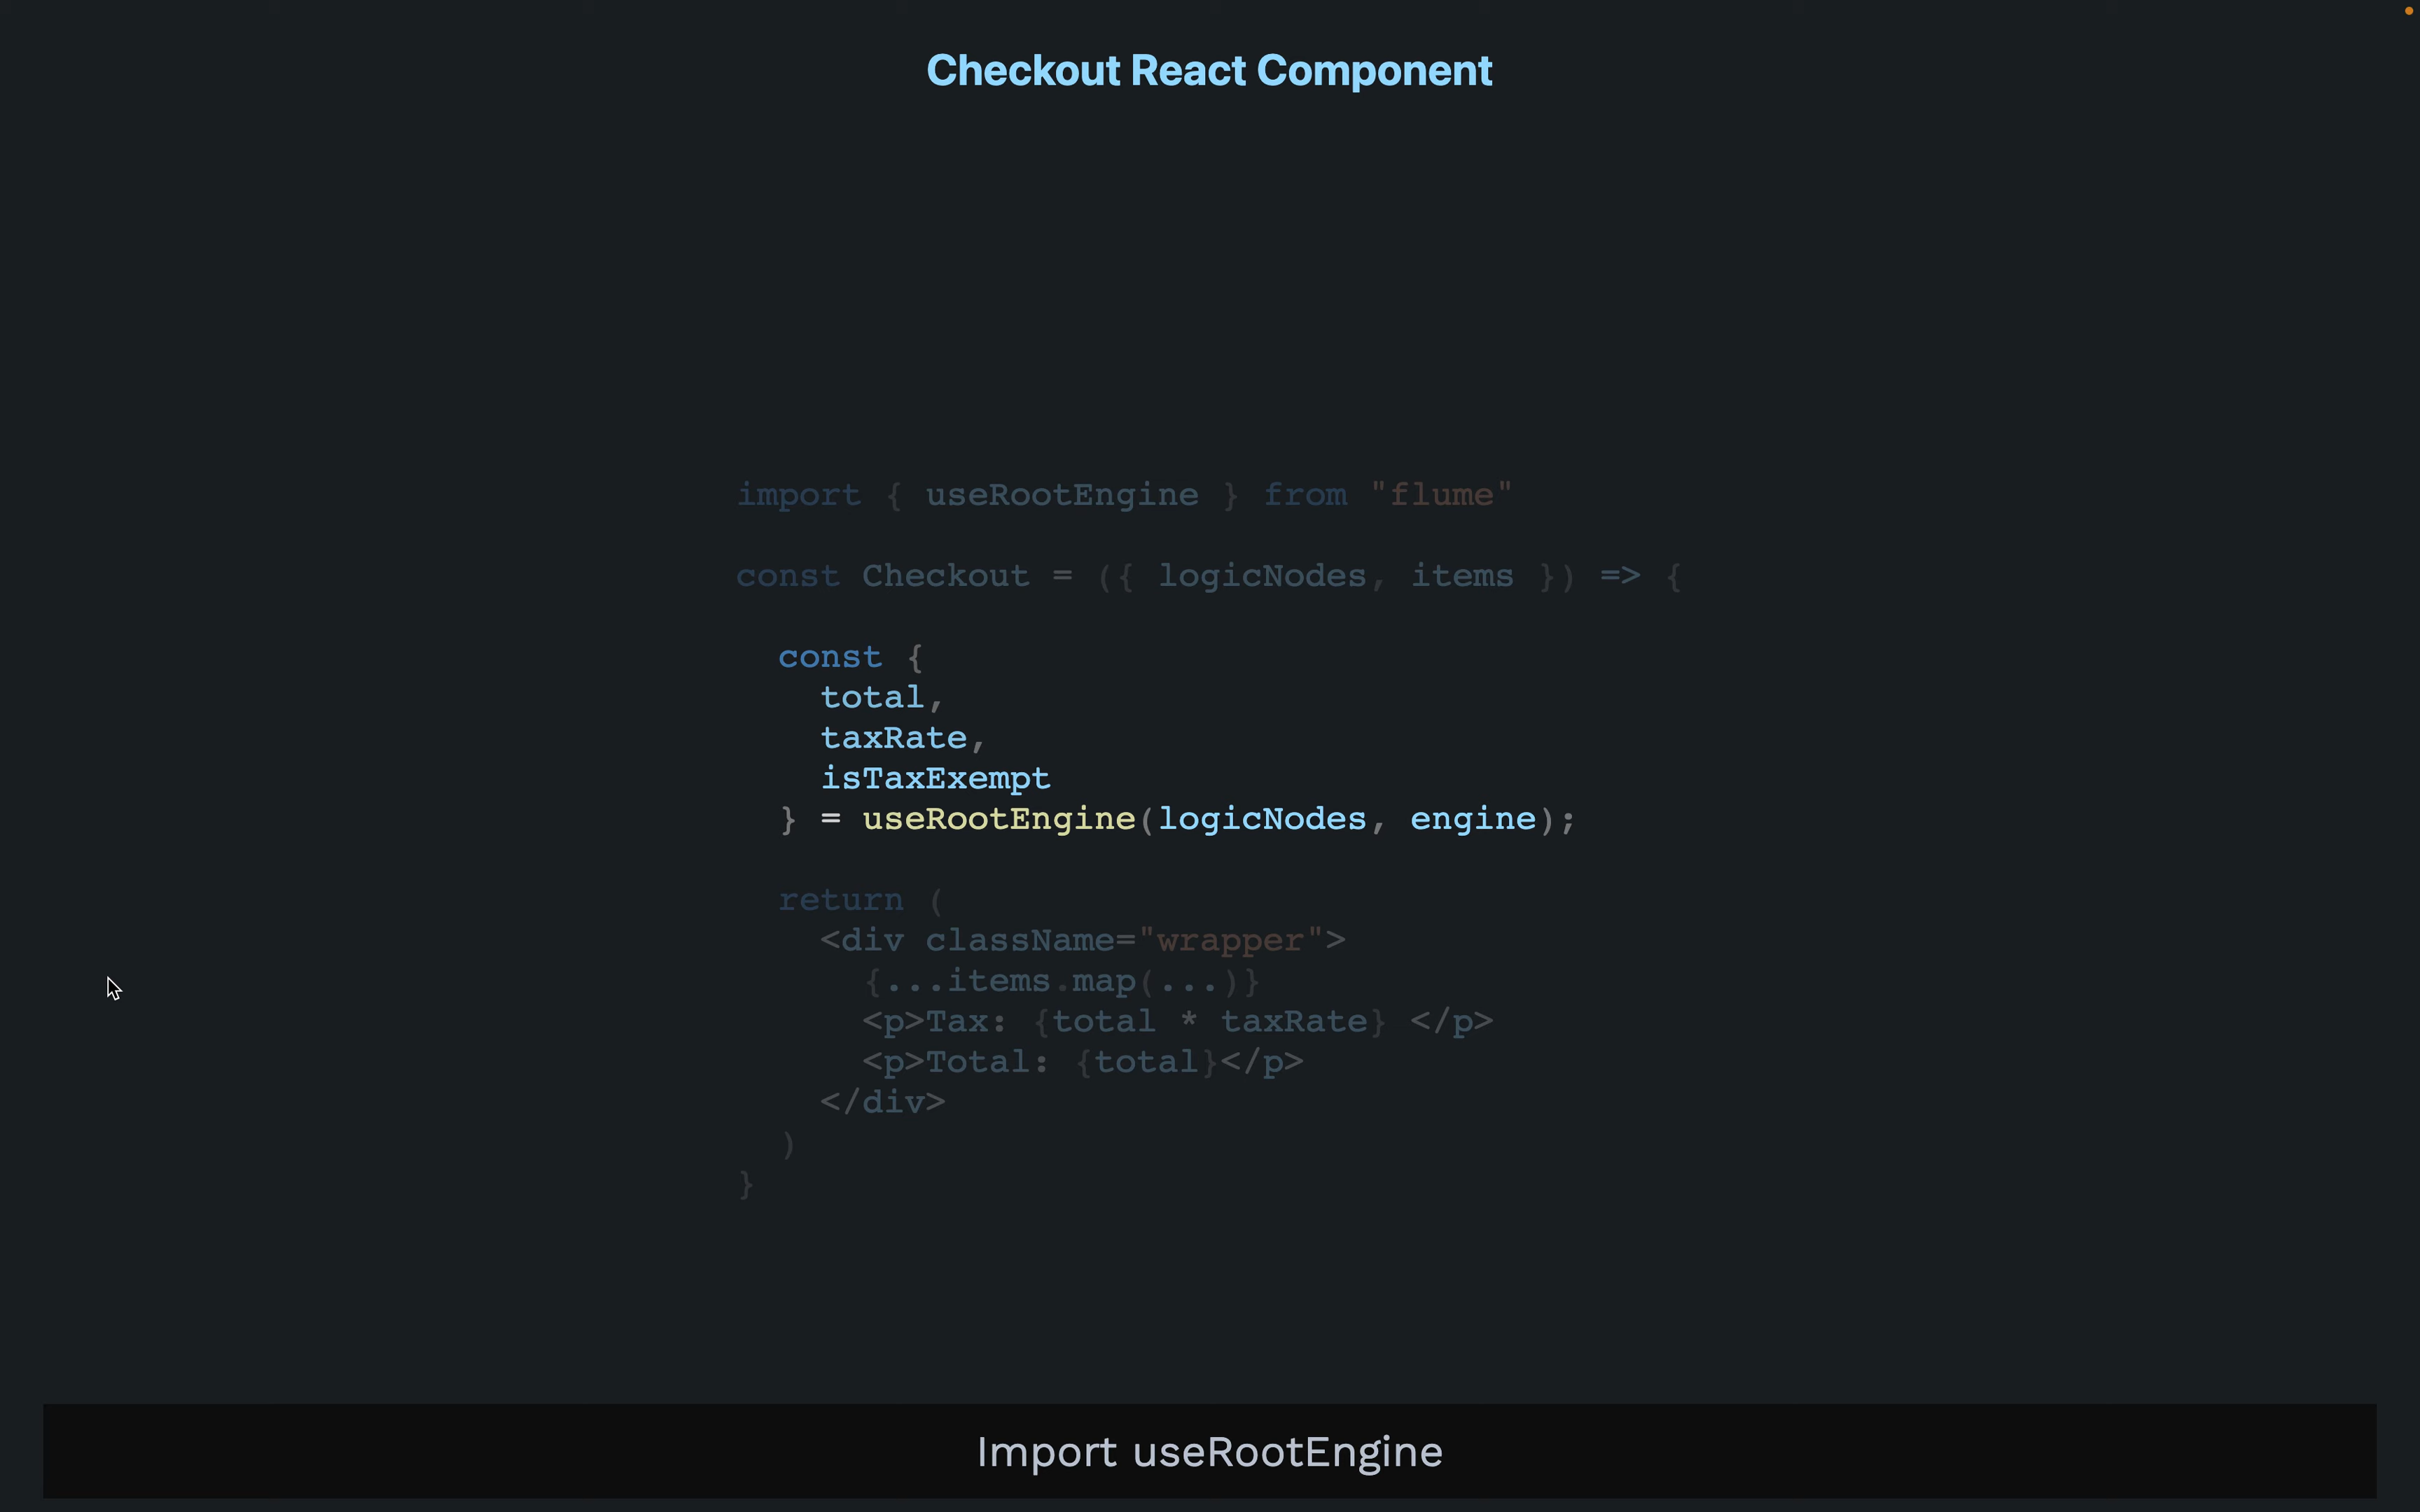 Checkout React Component
import { useRootEngine } from "flume"
const Checkout = ({ logicNodes, items }) => {
const {
total,
taxRate,
isTaxExempt
} = useRootEngine(logicNodes, engine);
return (
<div className="wrapper">
{...items.map(...)}
<p>Tax: {total * taxRate} </p>
<p>Total: {total}</p>
</div>
)
}
Import useRootEngine